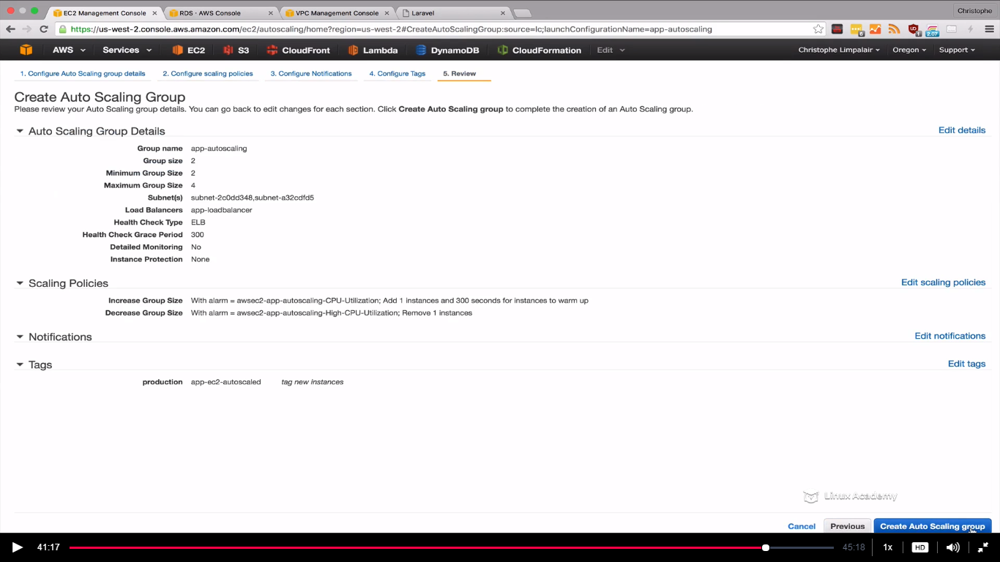 EC2 Management Console
RDS · AWS Console
VPC Management Console
Laravel
Christophe
https://us-west-2.console.aws.amazon.com/ec2/autoscaling/home?region=us-west-2#CreateAutoScalingGroup:source=lc;launchConfigurationName=app-autoscaling
AWS Services EC2 S3 CloudFront Lambda DynamoDB CloudFormation Edit Christophe Limpalair Oregon Support
1. Configure Auto Scaling group details 2. Configure scaling policies 3. Configure Notifications 4. Configure Tags 5. Review
Create Auto Scaling Group
Please review your Auto Scaling group details. You can go back to edit changes for each section. Click Create Auto Scaling group to complete the creation of an Auto Scaling group.
Auto Scaling Group Details Edit details
Group name app-autoscaling
Group size 2
Minimum Group Size 2
Maximum Group Size 4
Subnet(s) subnet-2c0dd348,subnet-a32cdfd5
Load Balancers app-loadbalancer
Health Check Type ELB
Health Check Grace Period 300
Detailed Monitoring No
Instance Protection None
Scaling Policies Edit scaling policies
Increase Group Size With alarm = awsec2-app-autoscaling-CPU-Utilization; Add 1 instances and 300 seconds for instances to warm up
Decrease Group Size With alarm = awsec2-app-autoscaling-High-CPU-Utilization; Remove 1 instances
Notifications Edit notifications
Tags Edit tags
production app-ec2-autoscaled tag new instances
Linux Academy
Cancel Previous Create Auto Scaling group
41:17 45:18 1x HD